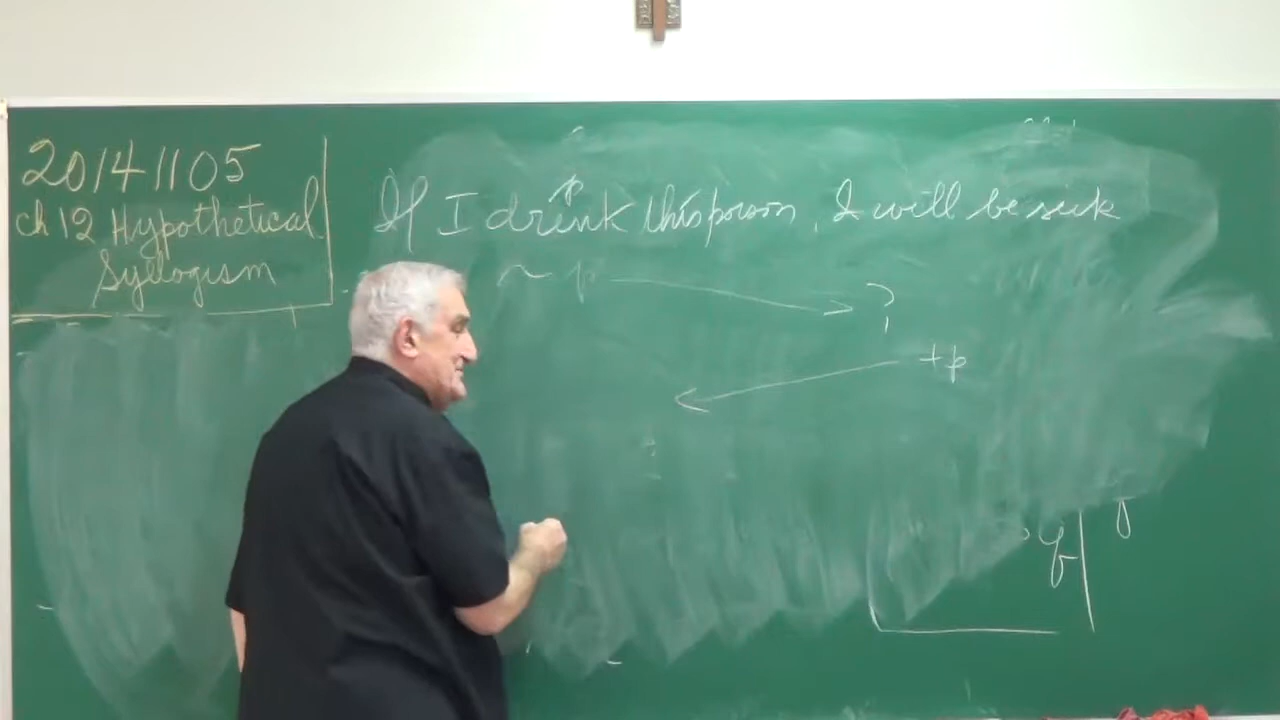 20141105
ch 12 Hypothetical
Syllogism
p
If I drink this poison, I will be sick
~ p → ?
← + p
q